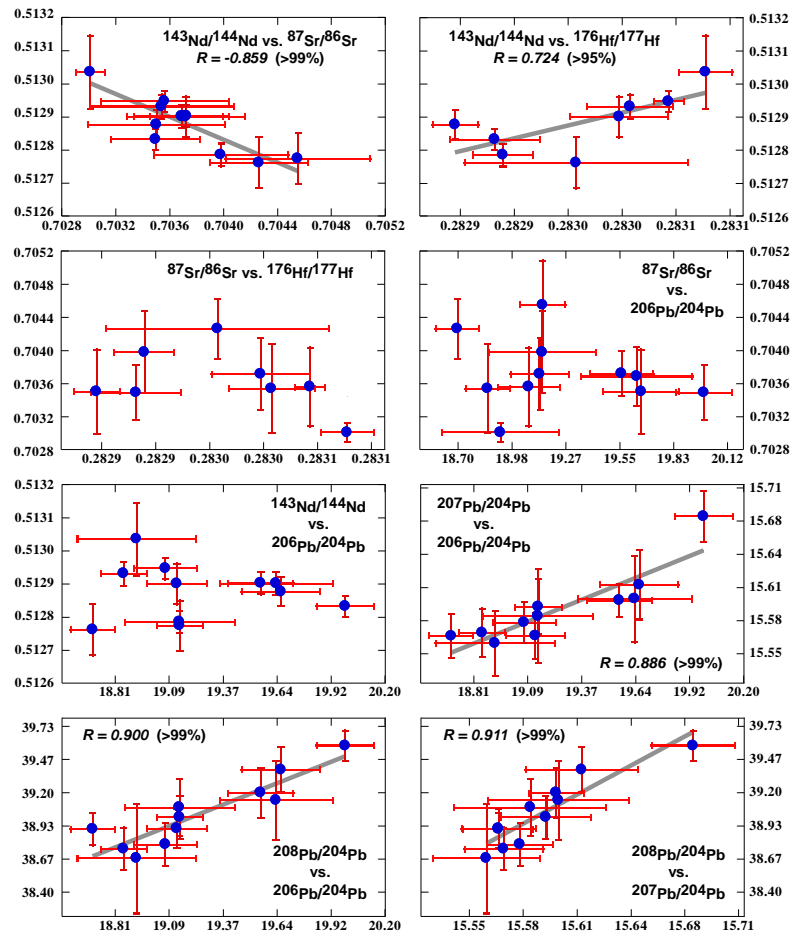 0.5132
0.5131
0.5130
0.5129
0.5128
0.5127
0.5126
143Nd/144Nd vs. 87Sr/86Sr
R = -0.859 (>99%)
0.7028 0.7032 0.7036 0.7040 0.7044 0.7048 0.7052
143Nd/144Nd vs. 176Hf/177Hf
R = 0.724 (>95%)
0.5132
0.5131
0.5130
0.5129
0.5128
0.5127
0.5126
0.2829 0.2829 0.2830 0.2830 0.2831 0.2831
0.7052
0.7048
0.7044
0.7040
0.7036
0.7032
0.7028
87Sr/86Sr vs. 176Hf/177Hf
0.2829 0.2829 0.2830 0.2830 0.2831 0.2831
87Sr/86Sr
vs.
206Pb/204Pb
0.7052
0.7048
0.7044
0.7040
0.7036
0.7032
0.7028
18.70 18.98 19.27 19.55 19.83 20.12
0.5132
0.5131
0.5130
0.5129
0.5128
0.5127
0.5126
143Nd/144Nd
vs.
206Pb/204Pb
18.81 19.09 19.37 19.64 19.92 20.20
207Pb/204Pb
vs.
206Pb/204Pb
R = 0.886 (>99%)
15.71
15.68
15.64
15.61
15.58
15.55
18.81 19.09 19.37 19.64 19.92 20.20
39.73
39.47
39.20
38.93
38.67
38.40
R = 0.900 (>99%)
208Pb/204Pb
vs.
206Pb/204Pb
18.81 19.09 19.37 19.64 19.92 20.20
R = 0.911 (>99%)
208Pb/204Pb
vs.
207Pb/204Pb
39.73
39.47
39.20
38.93
38.67
38.40
15.55 15.58 15.61 15.64 15.68 15.71